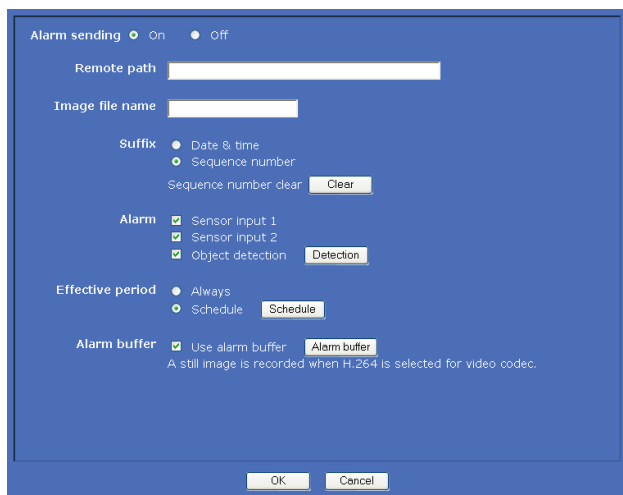 Alarm sending On Off
Remote path
Image file name
Suffix Date & time
Sequence number
Sequence number clear Clear
Alarm Sensor input 1
Sensor input 2
Object detection Detection
Effective period Always
Schedule Schedule
Alarm buffer Use alarm buffer Alarm buffer
A still image is recorded when H.264 is selected for video codec.
OK Cancel